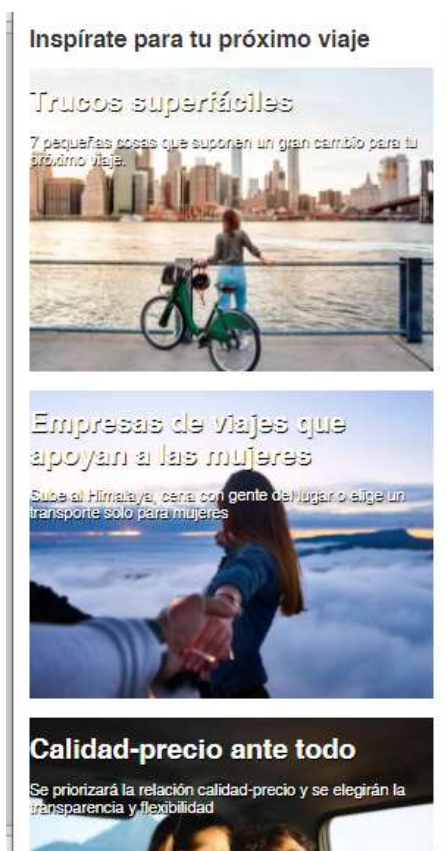 Inspírate para tu próximo viaje
Trucos superfáciles
7 pequeñas cosas que suponen un gran cambio para tu
próximo viaje.
Empresas de viajes que
apoyan a las mujeres
Sube al Himalaya, cena con gente del lugar o elige un
transporte solo para mujeres
Calidad-precio ante todo
Se priorizará la relación calidad-precio y se elegirán la
transparencia y flexibilidad